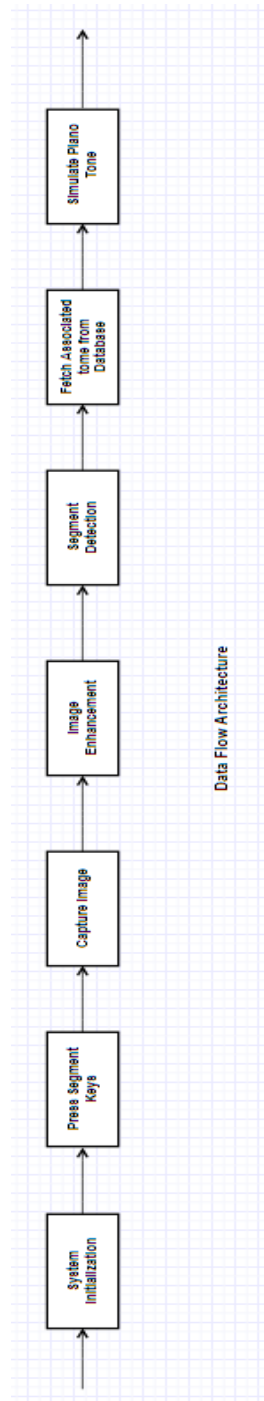 System
Initialization
Press Segment
Keys
Capture Image
Image
Enhancement
Segment
Detection
Fetch Associated
tome from
Database
Simulate Piano
Tone
Data Flow Architecture